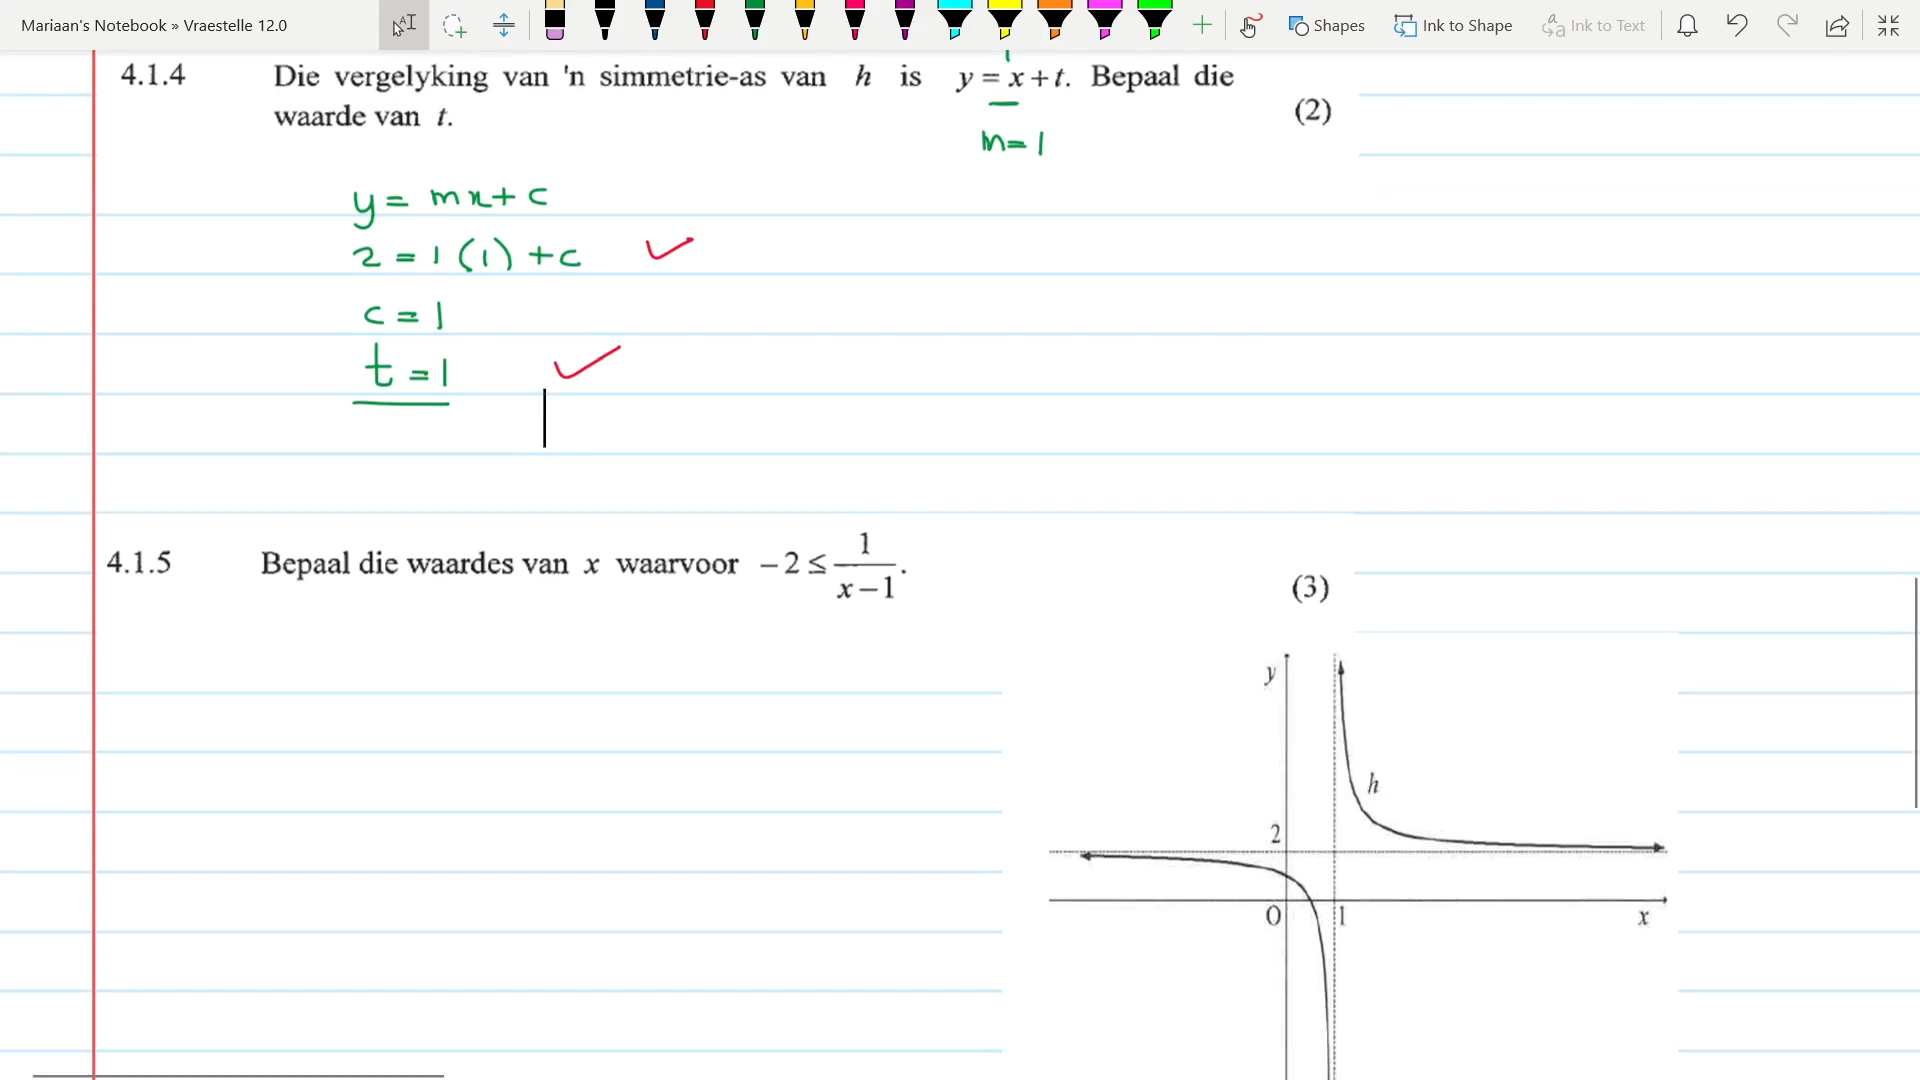 Mariaan's Notebook » Vraestelle 12.0
Shapes
Ink to Shape
Ink to Text
4.1.4 Die vergelyking van 'n simmetrie-as van h is y = x + t. Bepaal die
waarde van t.
(2)
m = 1
y = mx + c
2 = 1 (1) + c
c = 1
t = 1
4.1.5 Bepaal die waardes van x waarvoor −2 ≤ 1/(x−1).
(3)
y
h
2
0 1 x